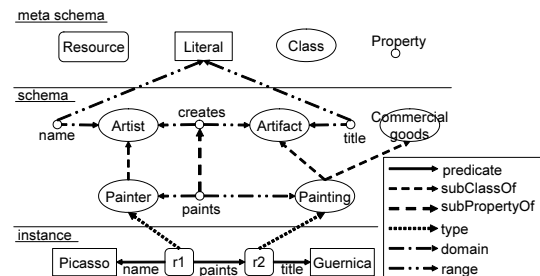 meta schema
Resource
Literal
Class
Property
schema
name
Artist
creates
Artifact
title
Commercial
goods
Painter
paints
Painting
predicate
subClassOf
subPropertyOf
type
domain
range
instance
Picasso
name
r1
paints
r2
title
Guernica